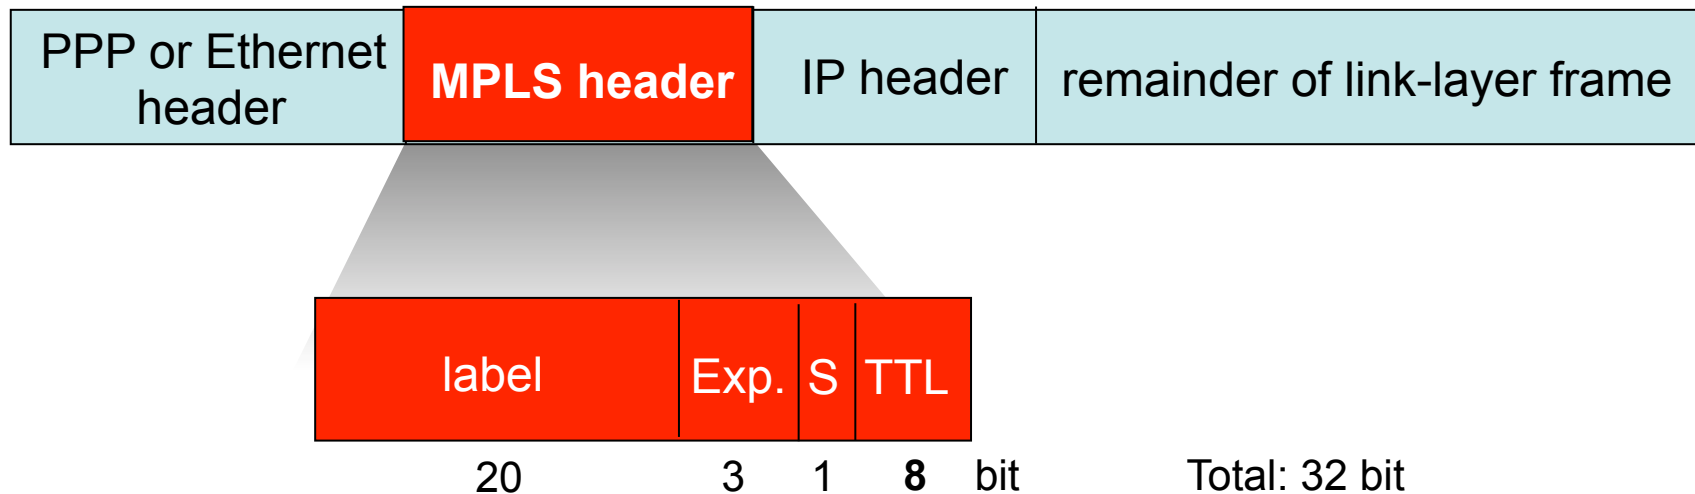 PPP or Ethernet
header
MPLS header
IP header
remainder of link-layer frame
label
Exp.
S
TTL
20
3
1
8
bit
Total: 32 bit